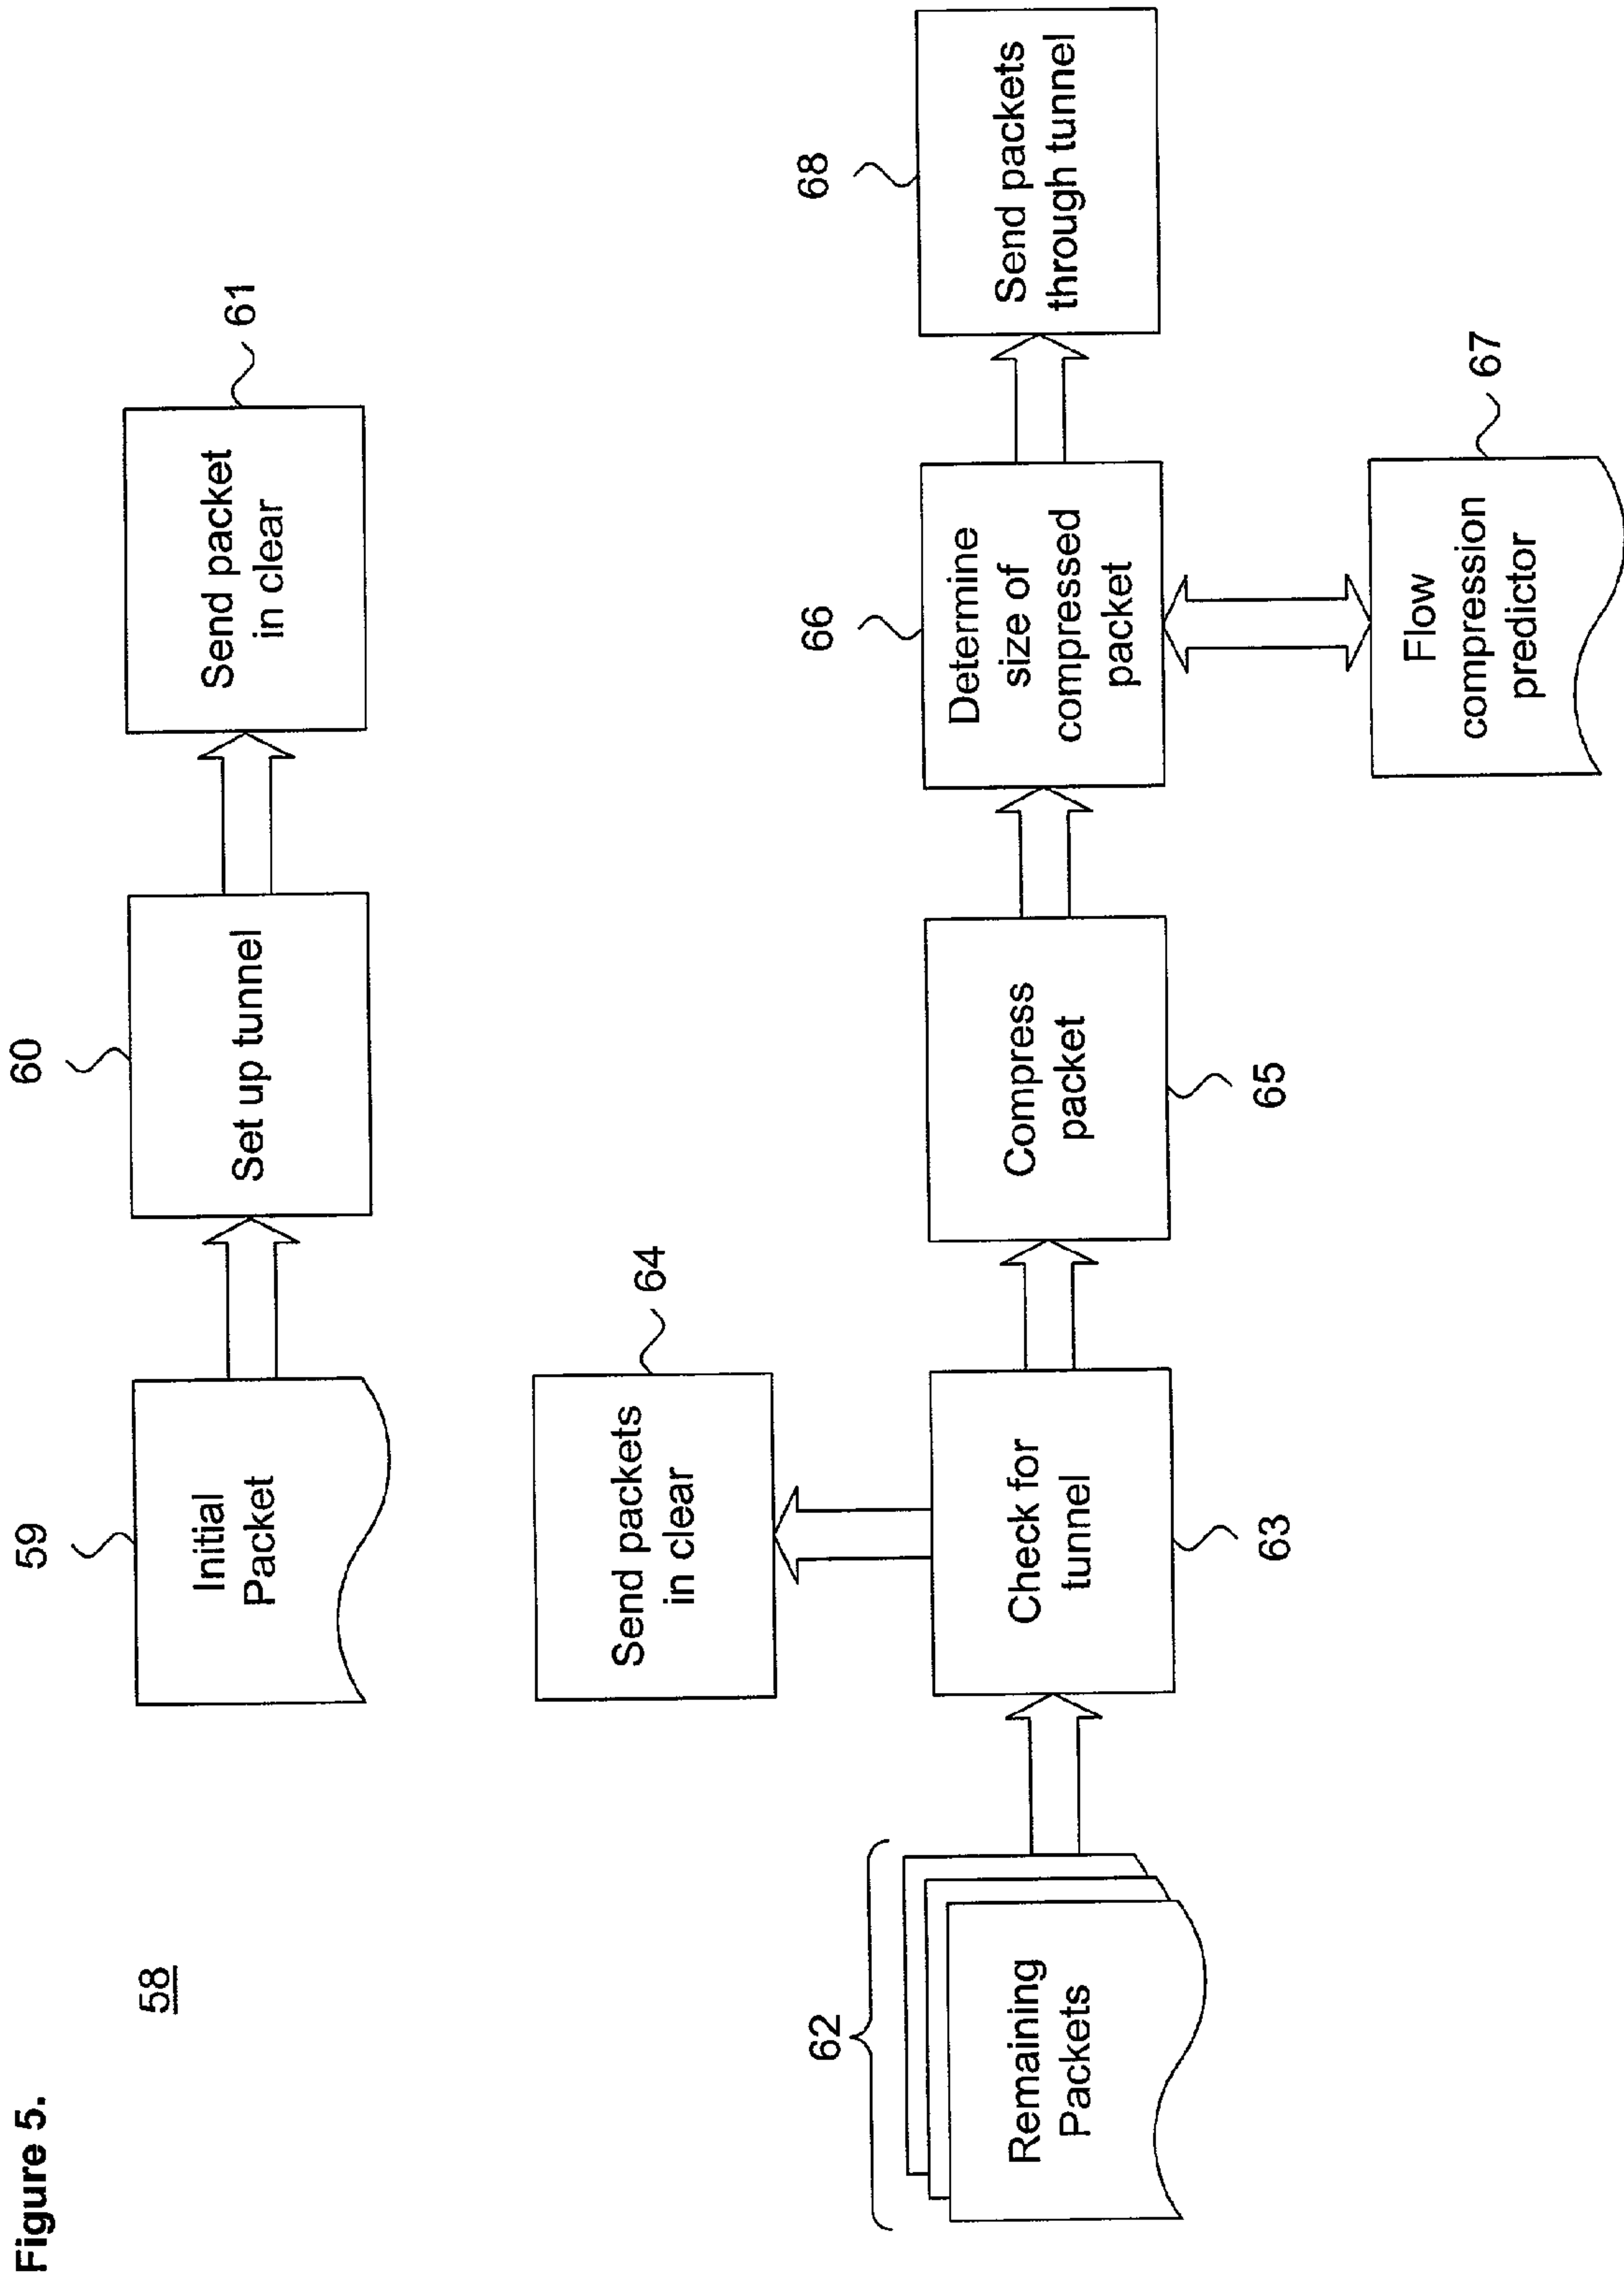 Figure 5.
58
59
Initial
Packet
60
Set up tunnel
61
Send packet
in clear
62
Remaining
Packets
63
Check for
tunnel
64
Send packets
in clear
65
Compress
packet
66
Determine
size of
compressed
packet
67
Flow
compression
predictor
68
Send packets
through tunnel